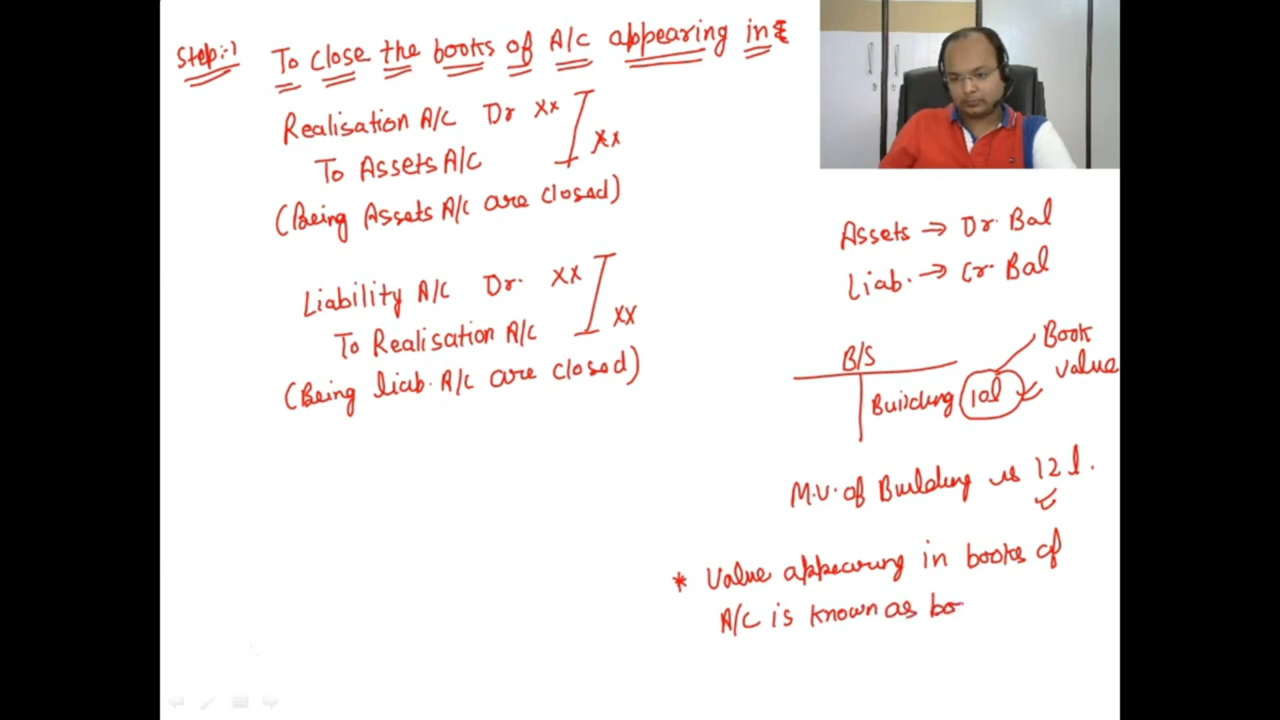 Step:-1 To close the books of A/C appearing in
Realisation A/C Dr xx
To Assets A/C xx
(Being Assets A/C are closed)
Liability A/C Dr. xx
To Realisation A/C xx
(Being liab. A/C are closed)
Assets → Dr. Bal
Liab. → Cr. Bal
B/S
Book
value
Building 10l
M.V. of Building is 12 l.
* Value appearing in books of
A/C is known as bo